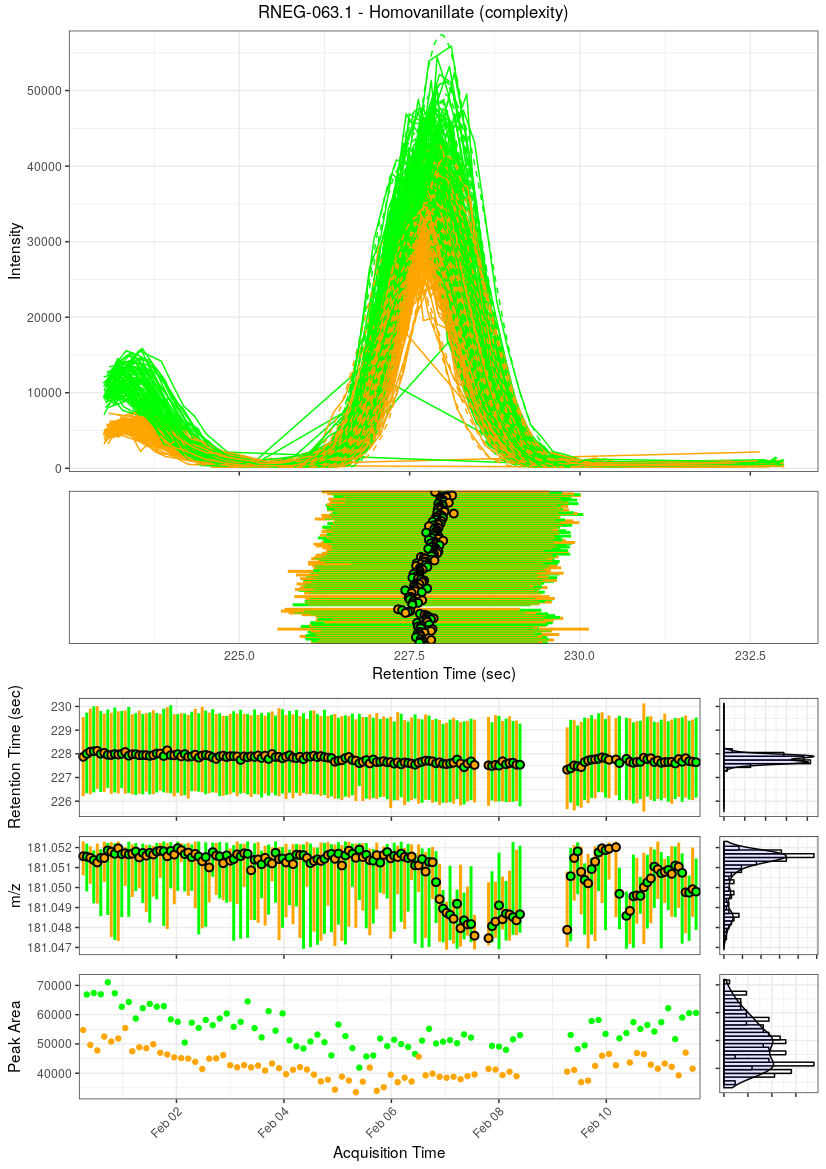 RNEG-063.1 - Homovanillate (complexity)
Intensity
50000
40000
30000
20000
10000
0
225.0
227.5
230.0
232.5
Retention Time (sec)
Retention Time (sec)
230
229
228
227
226
m/z
181.052
181.051
181.050
181.049
181.048
181.047
Peak Area
70000
60000
50000
40000
Feb 02
Feb 04
Feb 06
Feb 08
Feb 10
Acquisition Time